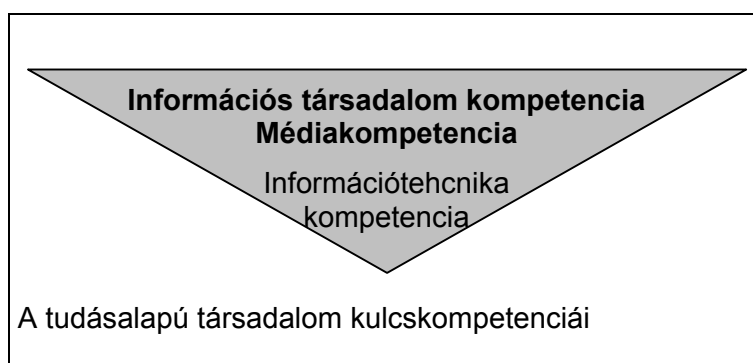 Információs társadalom kompetencia
Médiakompetencia
Információtehcnika
kompetencia
A tudásalapú társadalom kulcskompetenciái